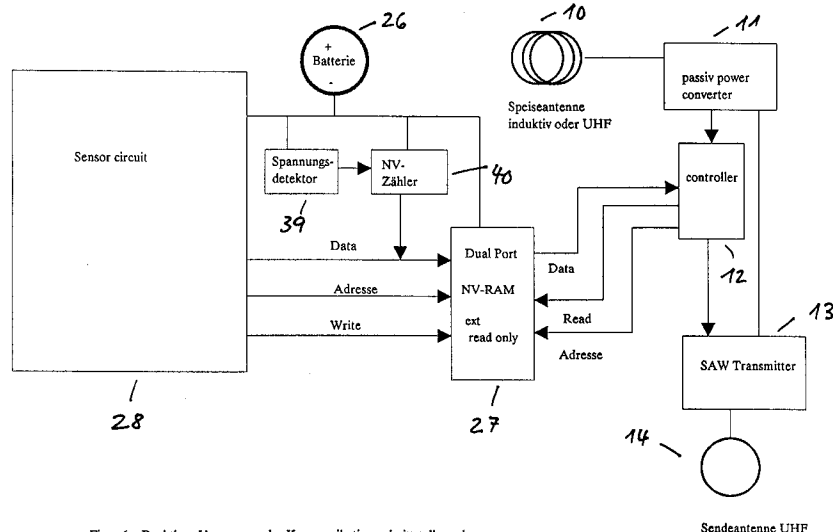 26
10
11
+
Batterie
-
passiv power
converter
Speiseantenne
induktiv oder UHF
Sensor circuit
Spannungs-
detektor
NV-
Zähler
40
39
controller
12
Data
Adresse
Write
Dual Port
NV-RAM
ext
read only
Data
Read
Adresse
13
SAW Transmitter
28
27
14
Sendeantenne UHF